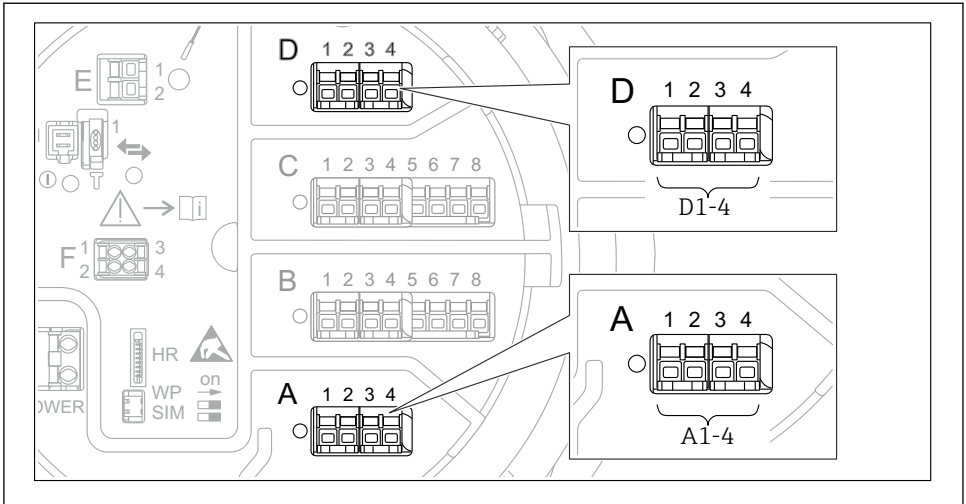 D 1 2 3 4
E 1
2
1
C 1 2 3 4 5 6 7 8
i
F 1 3
2 4
B 1 2 3 4 5 6 7 8
HR
WP on
SIM
OWER
A 1 2 3 4
D 1 2 3 4
D1-4
A 1 2 3 4
A1-4